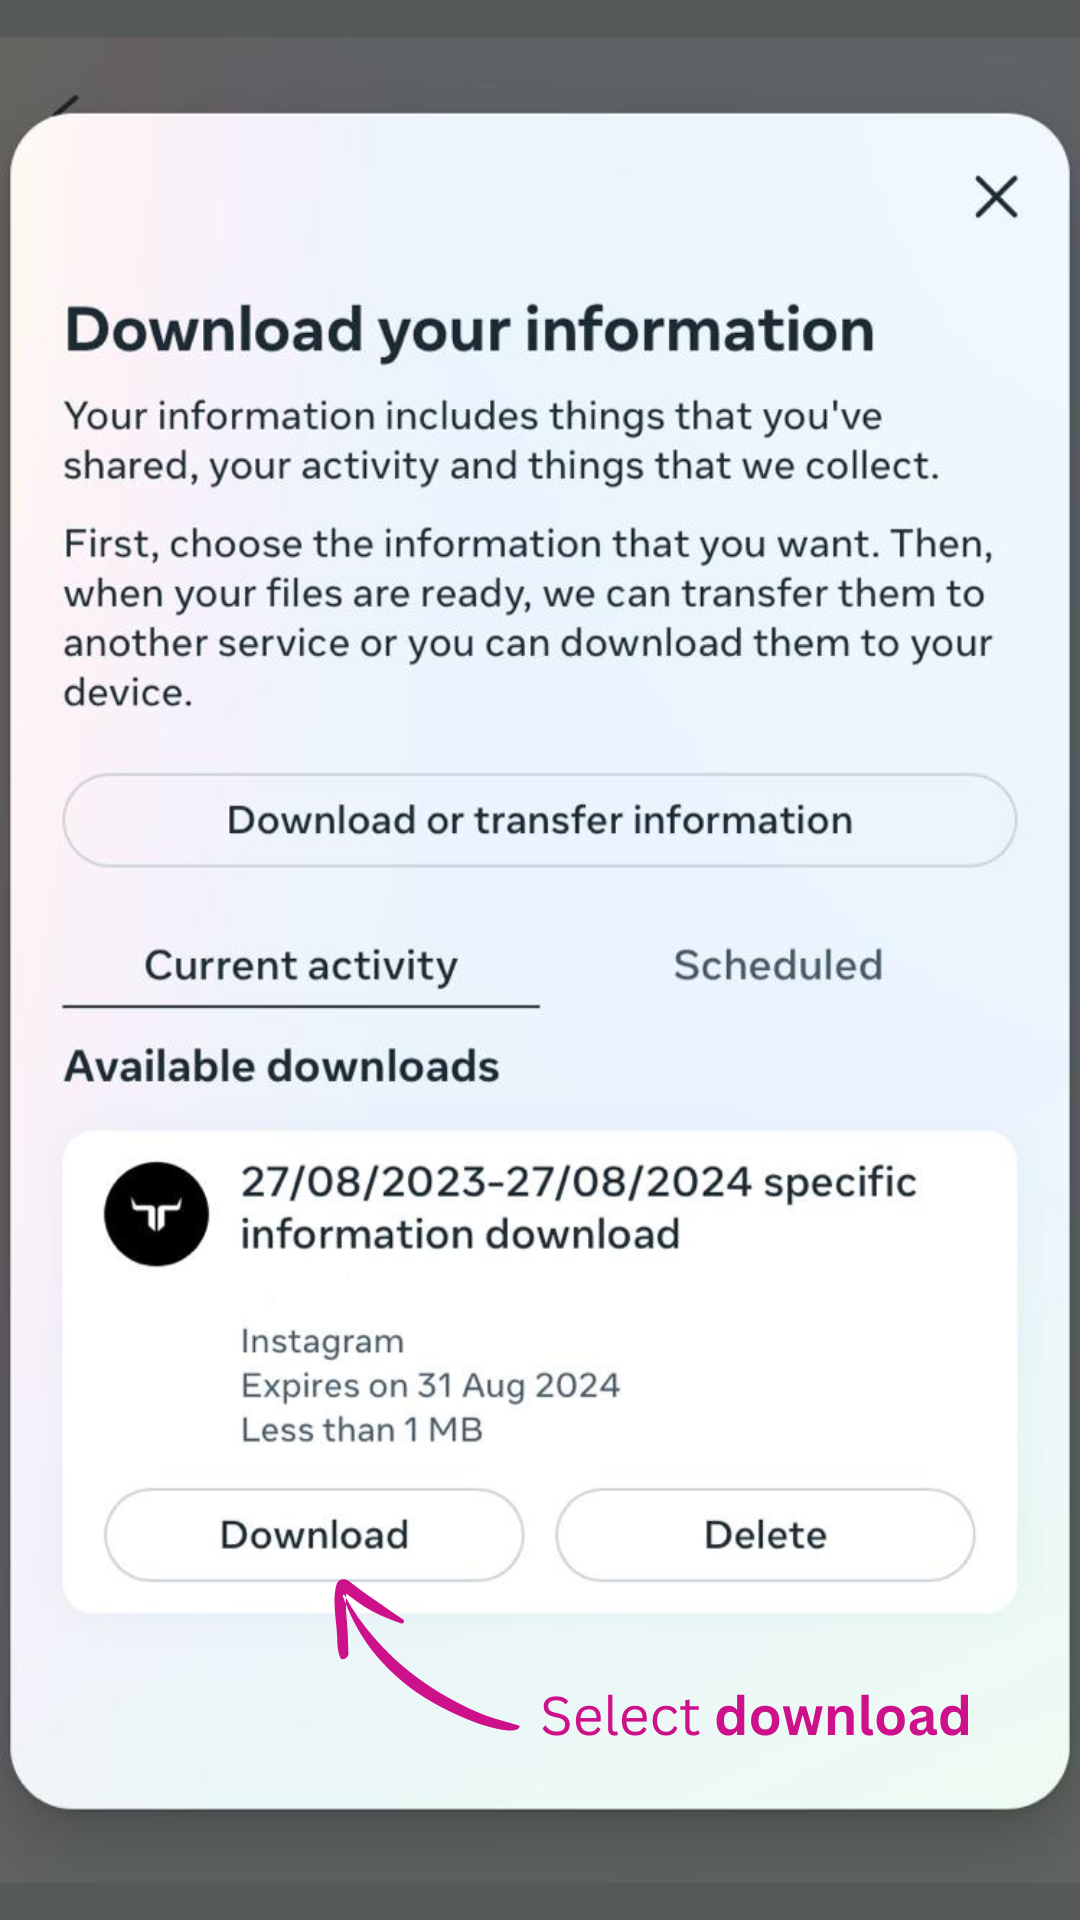 Download your information
Your information includes things that you've
shared, your activity and things that we collect.
First, choose the information that you want. Then,
when your files are ready, we can transfer them to
another service or you can download them to your
device.
Download or transfer information
Current activity
Scheduled
Available downloads
27/08/2023-27/08/2024 specific
information download
Instagram
Expires on 31 Aug 2024
Less than 1 MB
Download
Delete
Select download